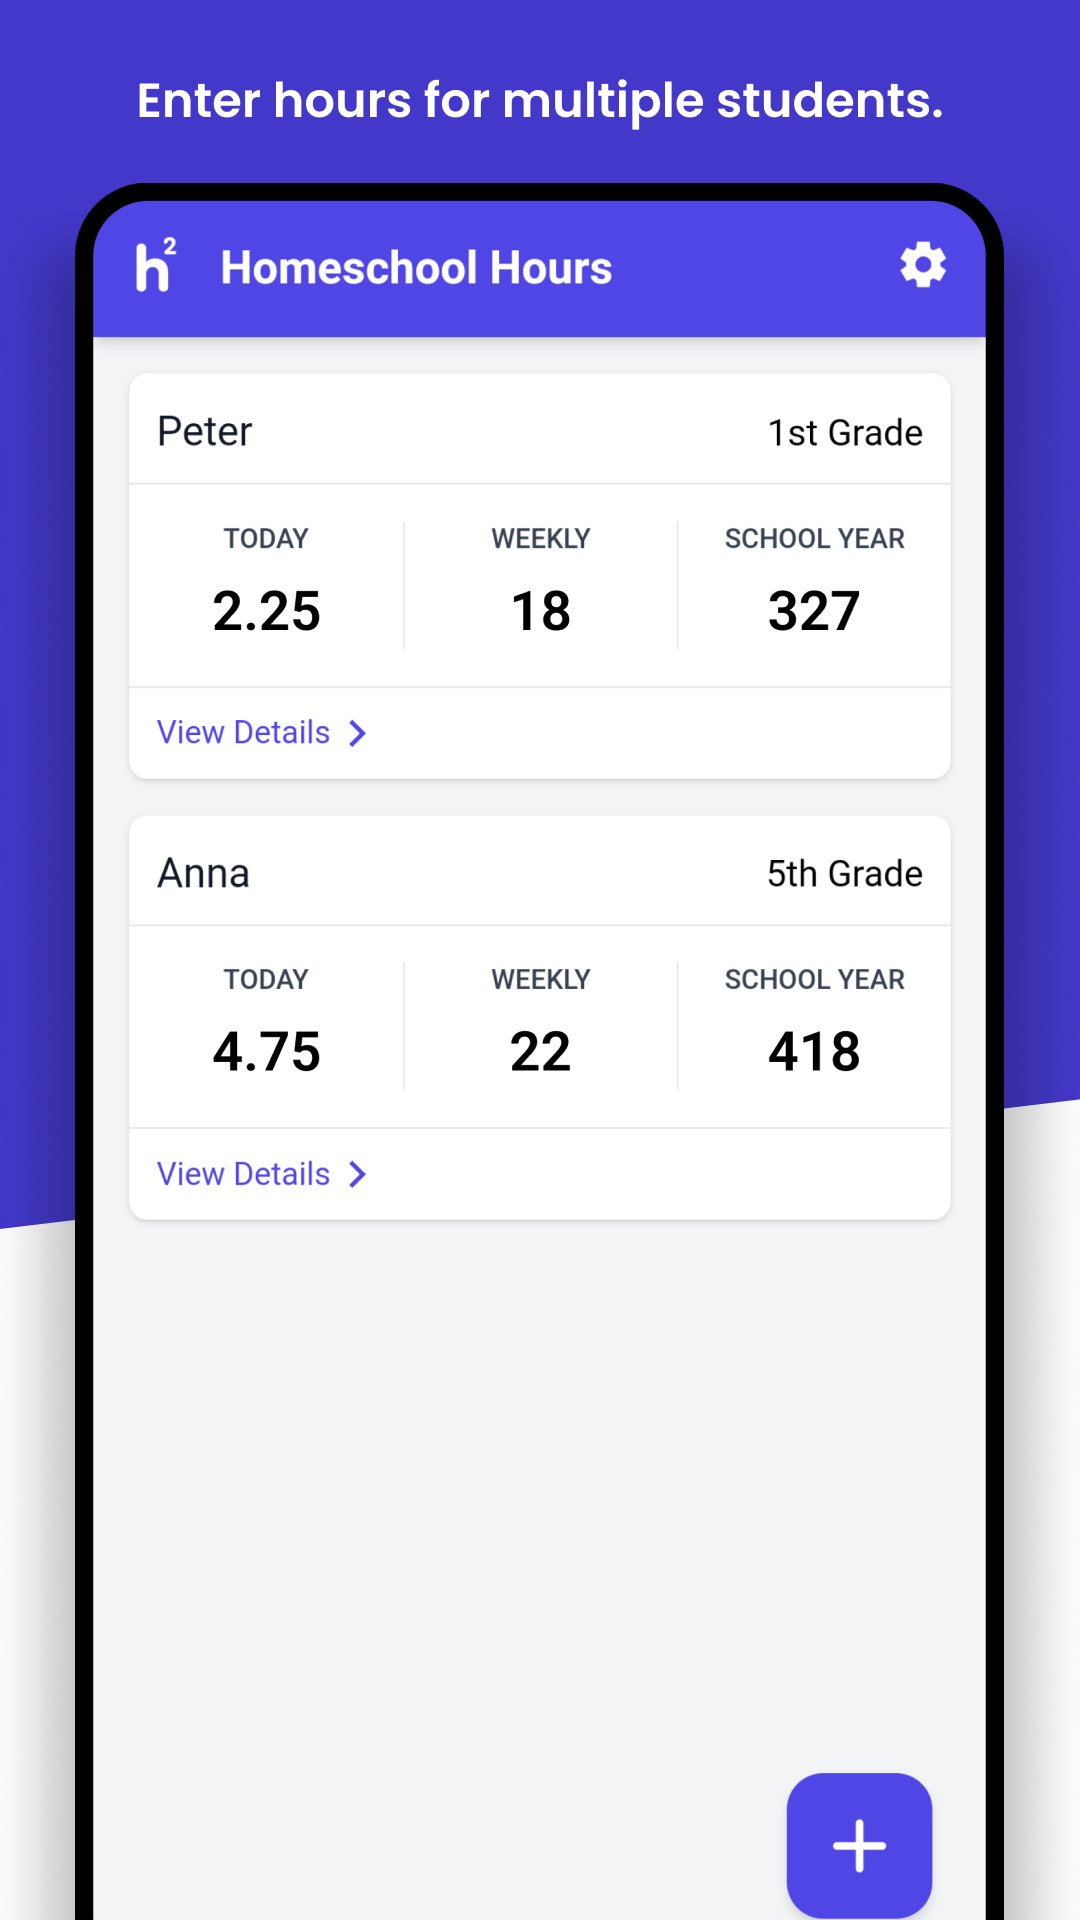 Enter hours for multiple students.
h² Homeschool Hours
Peter 1st Grade
TODAY WEEKLY SCHOOL YEAR
2.25 18 327
View Details
Anna 5th Grade
TODAY WEEKLY SCHOOL YEAR
4.75 22 418
View Details